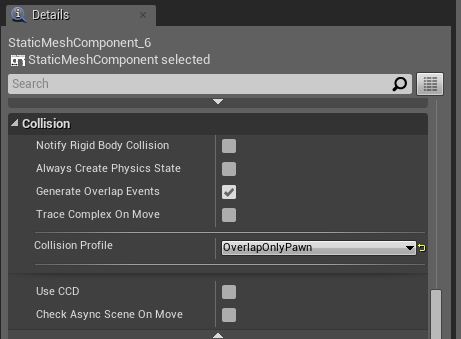 Details
StaticMeshComponent_6
StaticMeshComponent selected
Search
Collision
Notify Rigid Body Collision
Always Create Physics State
Generate Overlap Events
Trace Complex On Move
Collision Profile OverlapOnlyPawn
Use CCD
Check Async Scene On Move